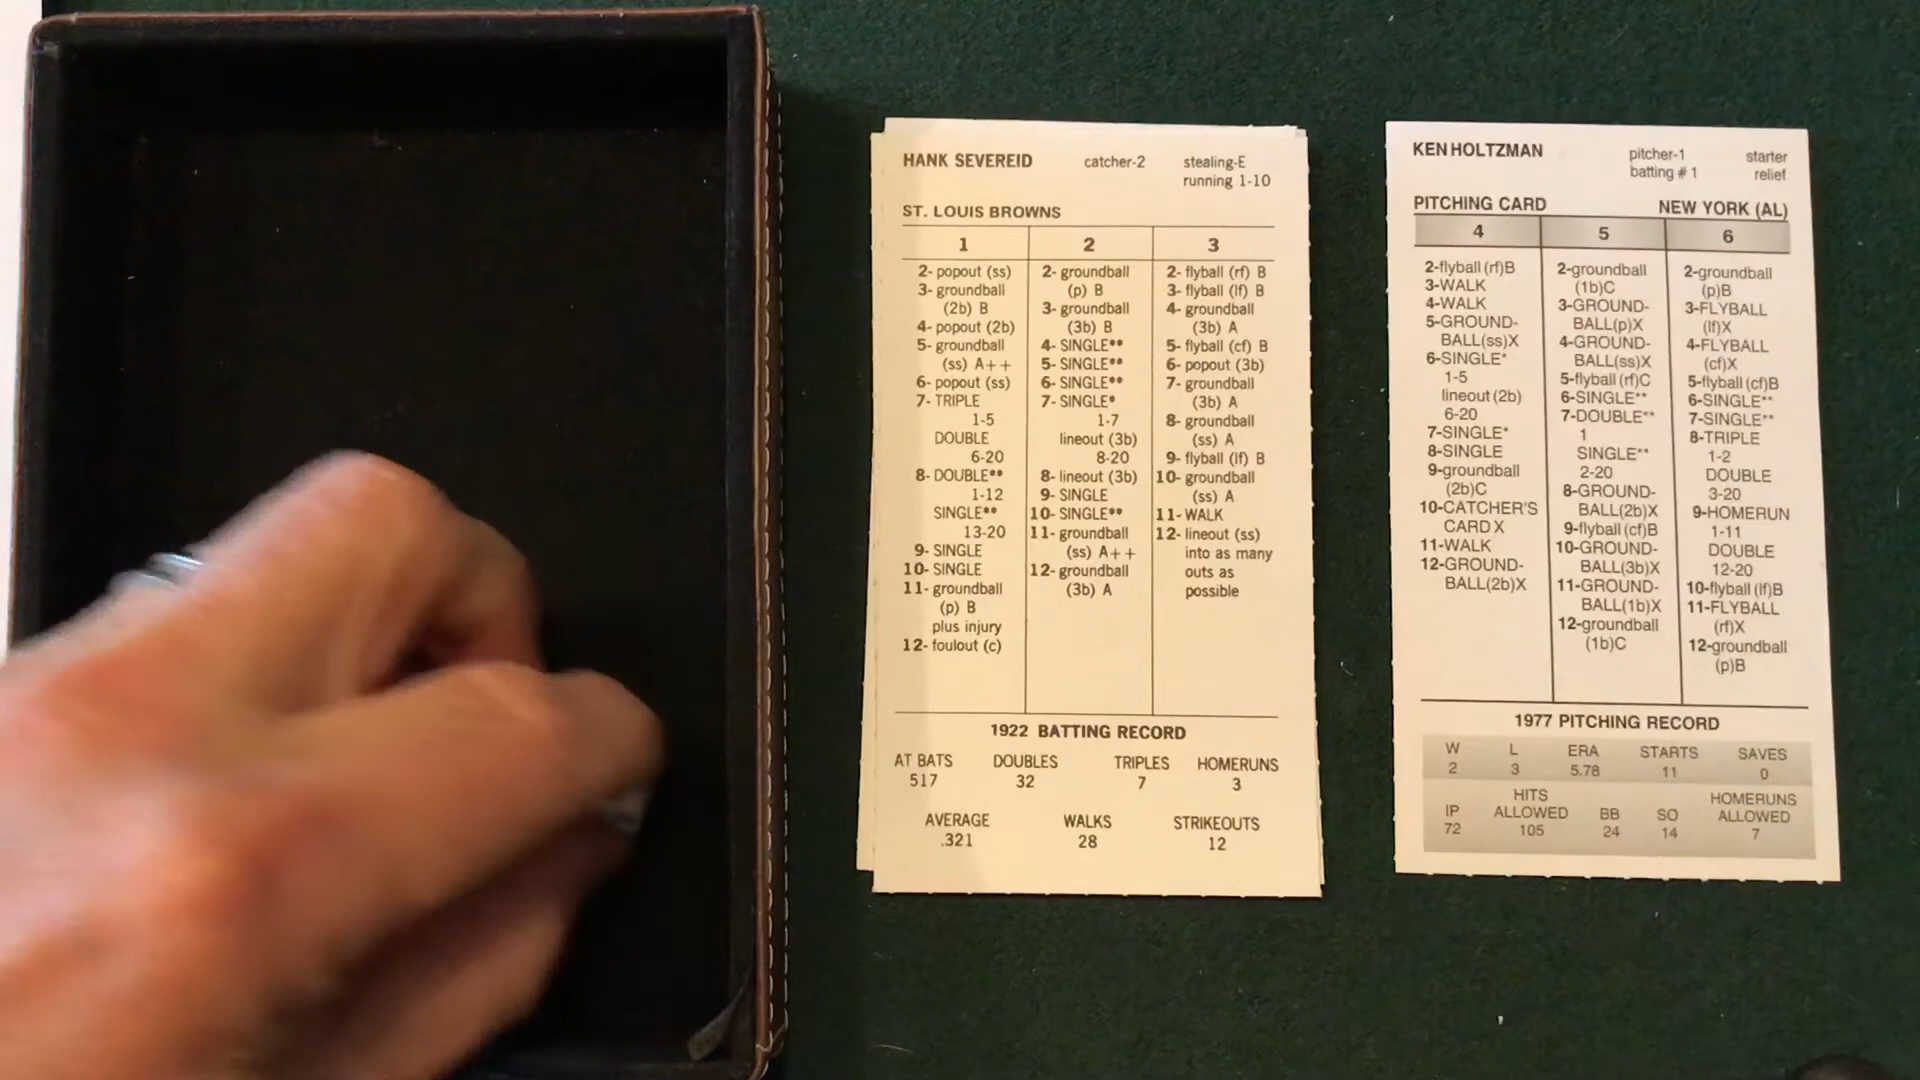 HANK SEVEREID catcher-2 stealing-E
running 1-10
ST. LOUIS BROWNS
1 2 3
2- popout (ss)
3- groundball
(2b) B
4- popout (2b)
5- groundball
(ss) A++
6- popout (ss)
7- TRIPLE
1-5
DOUBLE
6-20
8- DOUBLE**
1-12
SINGLE**
13-20
9- SINGLE
10- SINGLE
11- groundball
(p) B
plus injury
12- foulout (c)
2- groundball
(p) B
3- groundball
(3b) B
4- SINGLE**
5- SINGLE**
6- SINGLE**
7- SINGLE*
1-7
lineout (3b)
8-20
8- lineout (3b)
9- SINGLE
10- SINGLE**
11- groundball
(ss) A++
12- groundball
(3b) A
2- flyball (rf) B
3- flyball (lf) B
4- groundball
(3b) A
5- flyball (cf) B
6- popout (3b)
7- groundball
(3b) A
8- groundball
(ss) A
9- flyball (lf) B
10- groundball
(ss) A
11- WALK
12- lineout (ss)
into as many
outs as
possible
1922 BATTING RECORD
AT BATS DOUBLES TRIPLES HOMERUNS
517 32 7 3
AVERAGE WALKS STRIKEOUTS
.321 28 12
KEN HOLTZMAN pitcher-1 starter
batting # 1 relief
PITCHING CARD NEW YORK (AL)
4 5 6
2-flyball (rf)B
3-WALK
4-WALK
5-GROUND-
BALL(ss)X
6-SINGLE*
1-5
lineout (2b)
6-20
7-SINGLE*
8-SINGLE
9-groundball
(2b)C
10-CATCHER'S
CARD X
11-WALK
12-GROUND-
BALL(2b)X
2-groundball
(1b)C
3-GROUND-
BALL(p)X
4-GROUND-
BALL(ss)X
5-flyball (rf)C
6-SINGLE**
7-DOUBLE**
1
SINGLE**
2-20
8-GROUND-
BALL(2b)X
9-flyball (cf)B
10-GROUND-
BALL(3b)X
11-GROUND-
BALL(1b)X
12-groundball
(1b)C
2-groundball
(p)B
3-FLYBALL
(lf)X
4-FLYBALL
(cf)X
5-flyball (cf)B
6-SINGLE**
7-SINGLE**
8-TRIPLE
1-2
DOUBLE
3-20
9-HOMERUN
1-11
DOUBLE
12-20
10-flyball (lf)B
11-FLYBALL
(rf)X
12-groundball
(p)B
1977 PITCHING RECORD
W L ERA STARTS SAVES
2 3 5.78 11 0
IP HITS ALLOWED BB SO HOMERUNS ALLOWED
72 105 24 14 7